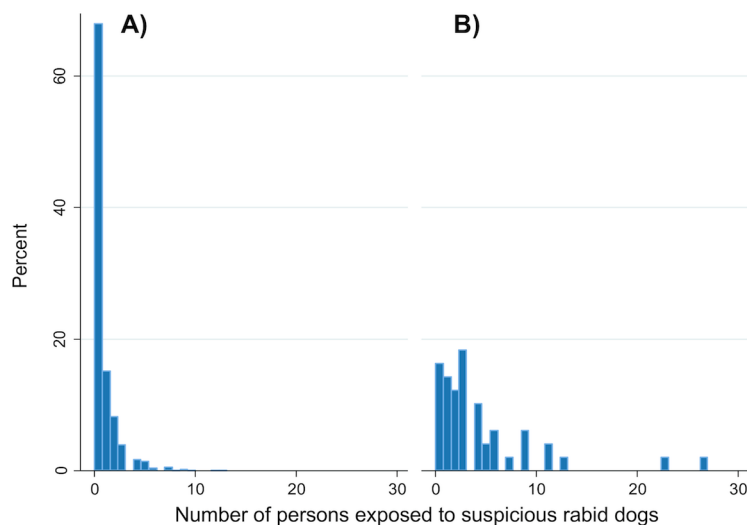 A) B)
60
40
20
0
Percent
0 10 20 30 0 10 20 30
Number of persons exposed to suspicious rabid dogs